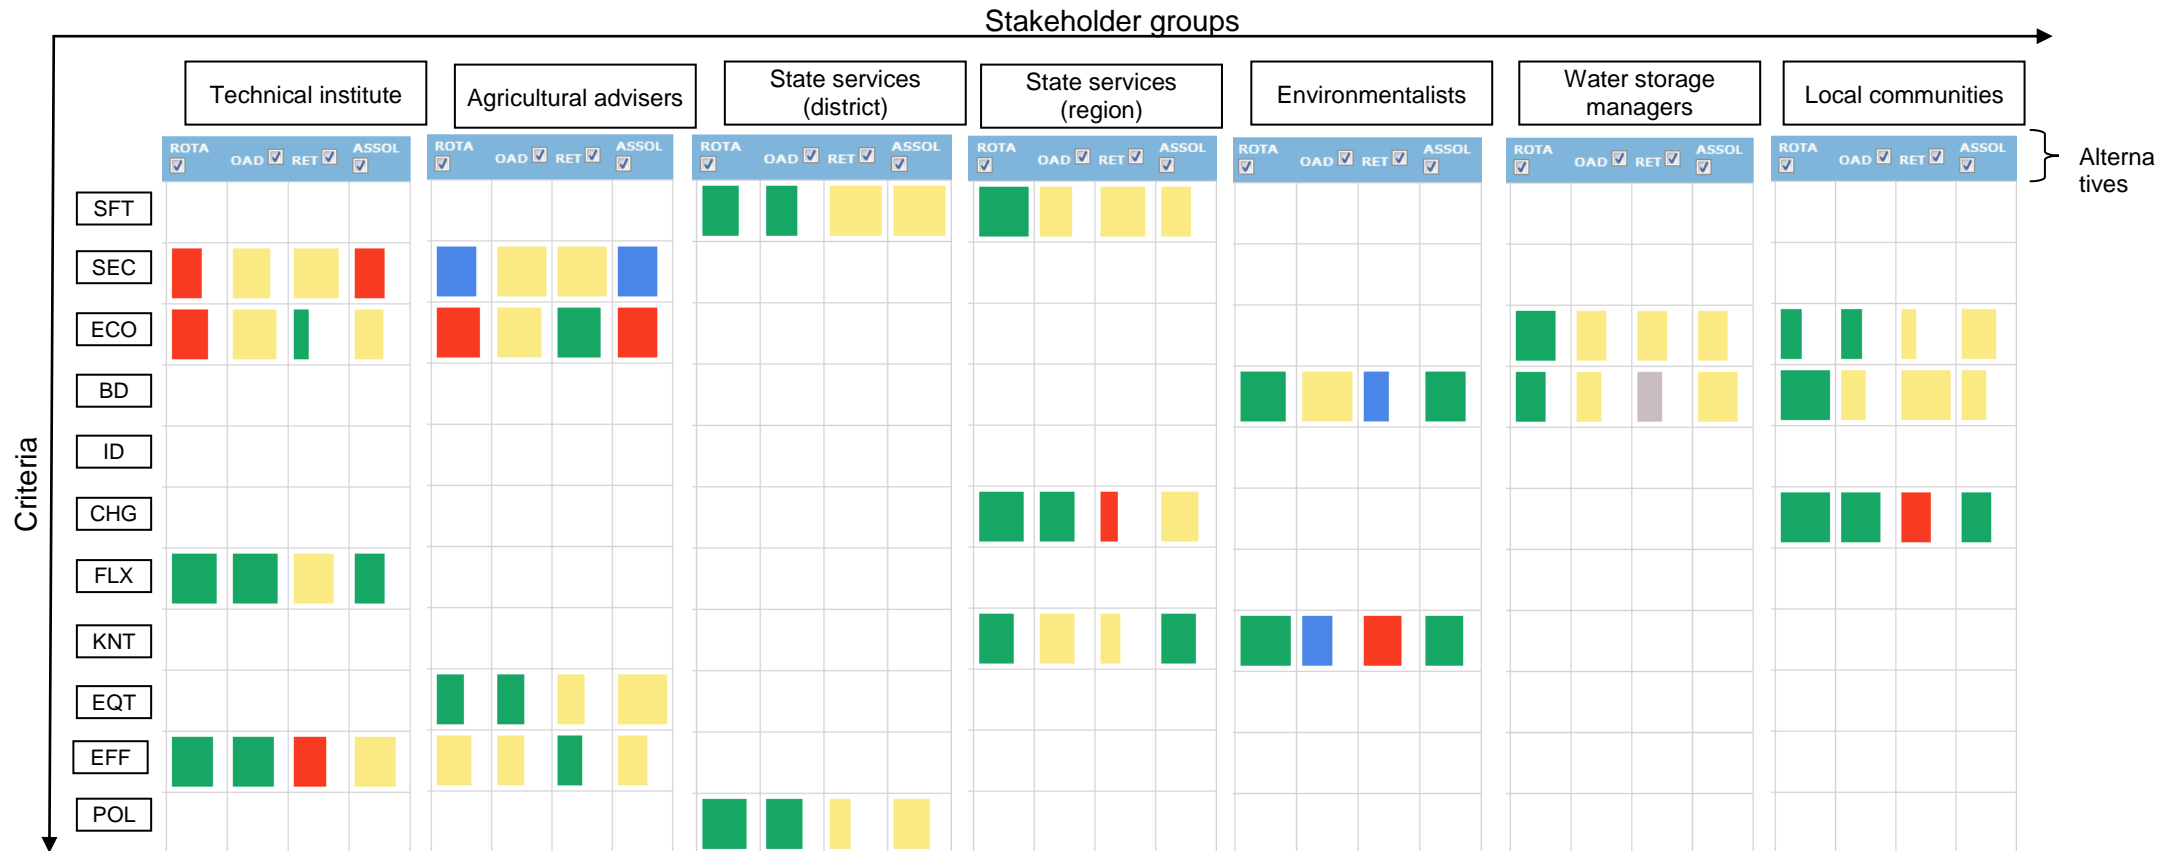 Stakeholder groups
Technical institute
Agricultural advisers
State services
(district)
State services
(region)
Environmentalists
Water storage
managers
Local communities
ROTA OAD RET ASSOL
ROTA OAD RET ASSOL
ROTA OAD RET ASSOL
ROTA OAD RET ASSOL
ROTA OAD RET ASSOL
ROTA OAD RET ASSOL
ROTA OAD RET ASSOL
Alterna
tives
Criteria
SFT
SEC
ECO
BD
ID
CHG
FLX
KNT
EQT
EFF
POL